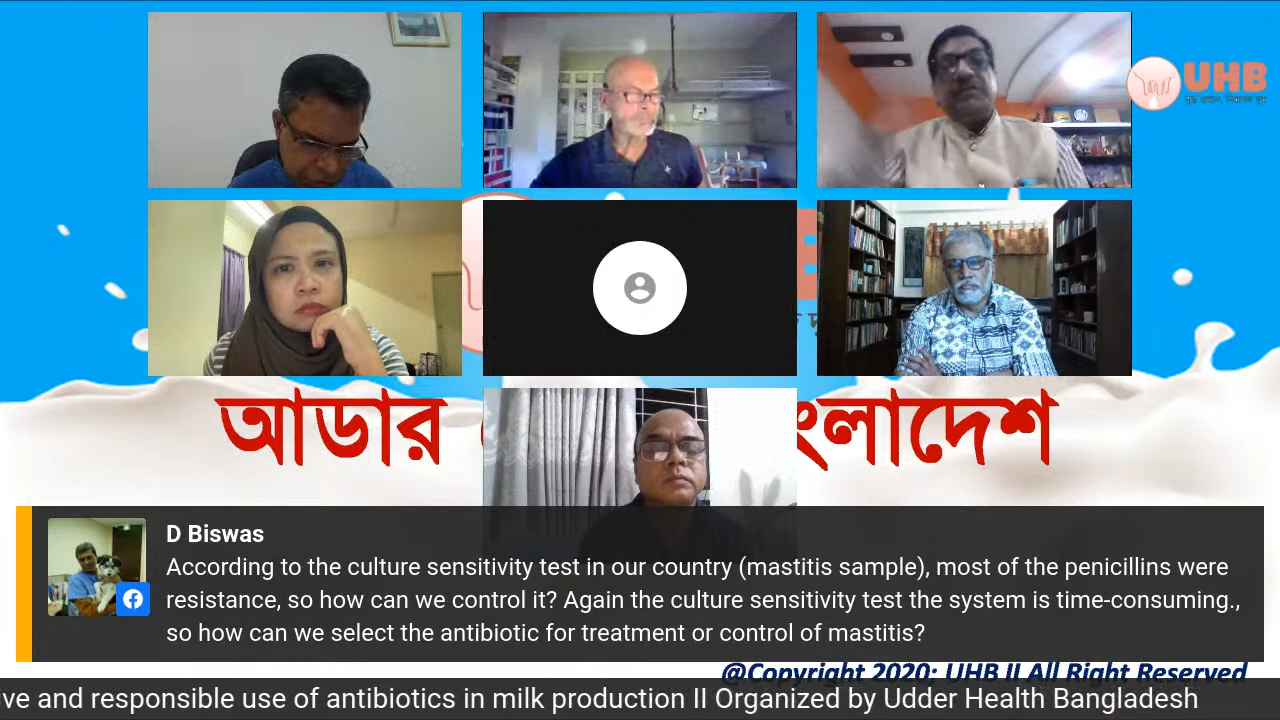 UHB
আডার
বাংলাদেশ
D Biswas
According to the culture sensitivity test in our country (mastitis sample), most of the penicillins were
resistance, so how can we control it? Again the culture sensitivity test the system is time-consuming.,
so how can we select the antibiotic for treatment or control of mastitis?
@Copyright 2020; UHB II All Right Reserved
ive and responsible use of antibiotics in milk production II Organized by Udder Health Bangladesh